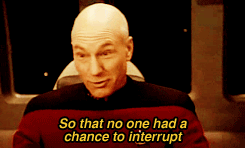 So that no one had a
chance to interrupt